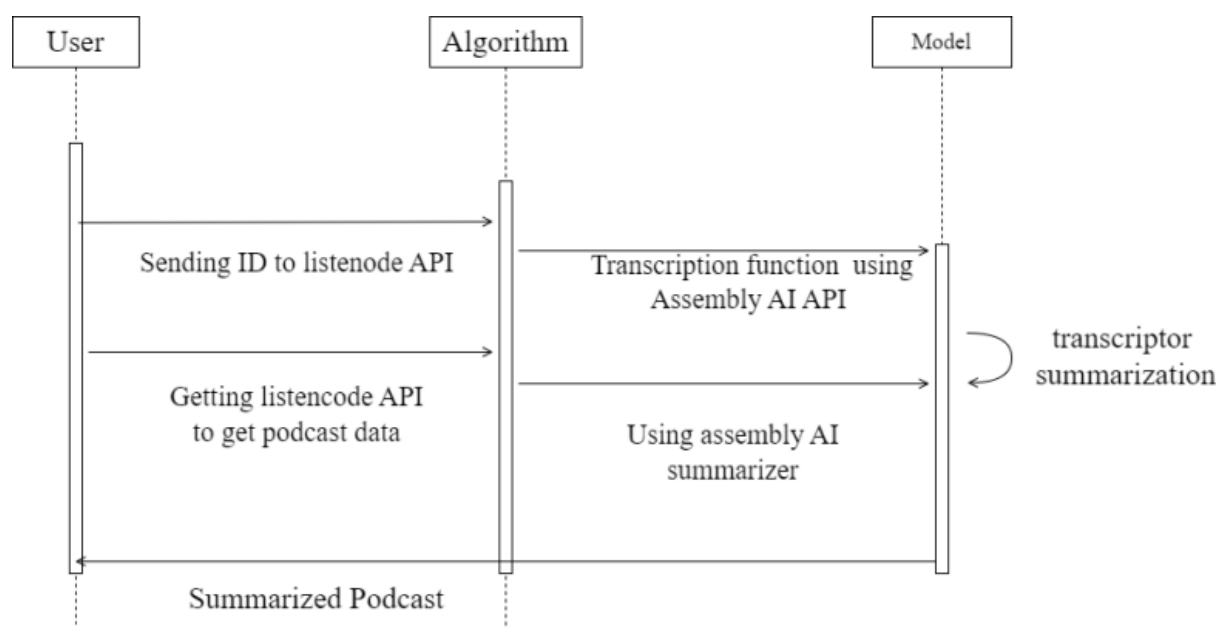 User
Algorithm
Model
Sending ID to listenode API
Transcription function using
Assembly AI API
transcriptor
summarization
Getting listencode API
to get podcast data
Using assembly AI
summarizer
Summarized Podcast